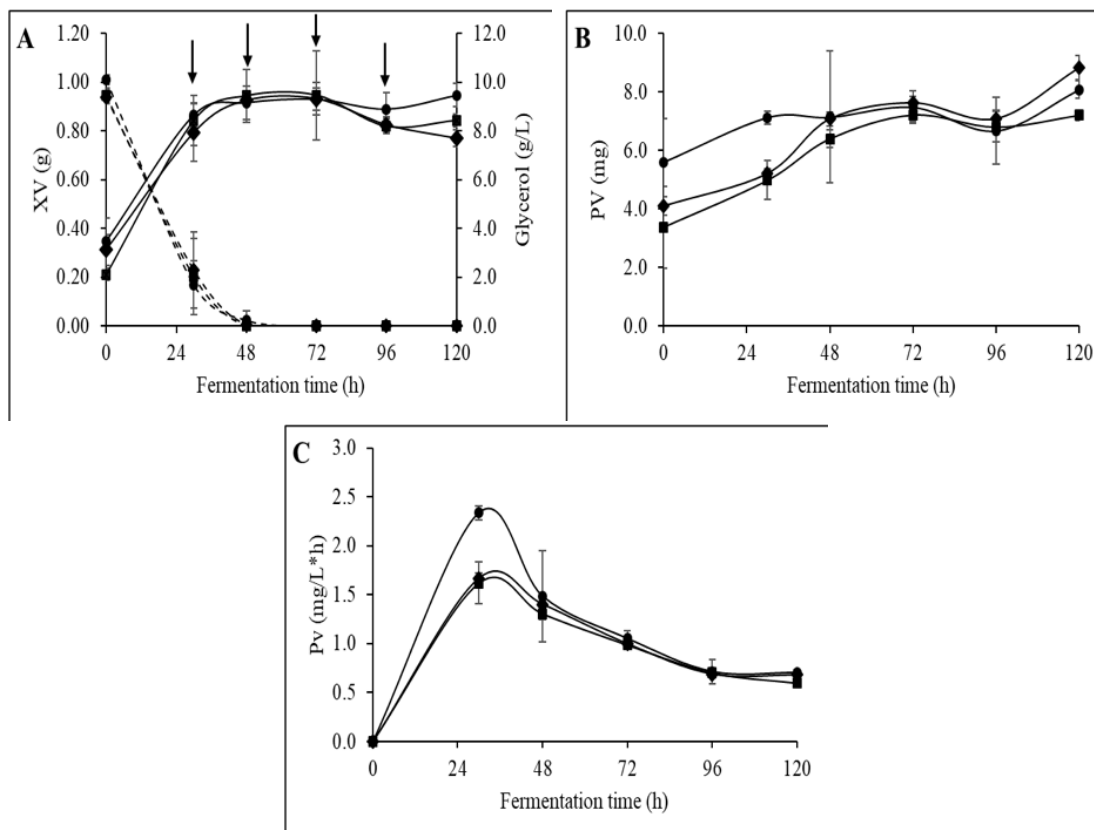 A
1.20
1.00
0.80
0.60
0.40
0.20
0.00
XV (g)
12.0
10.0
8.0
6.0
4.0
2.0
0.0
Glycerol (g/L)
0 24 48 72 96 120
Fermentation time (h)
B
10.0
8.0
6.0
4.0
2.0
0.0
PV (mg)
0 24 48 72 96 120
Fermentation time (h)
C
3.0
2.5
2.0
1.5
1.0
0.5
0.0
Pv (mg/L*h)
0 24 48 72 96 120
Fermentation time (h)